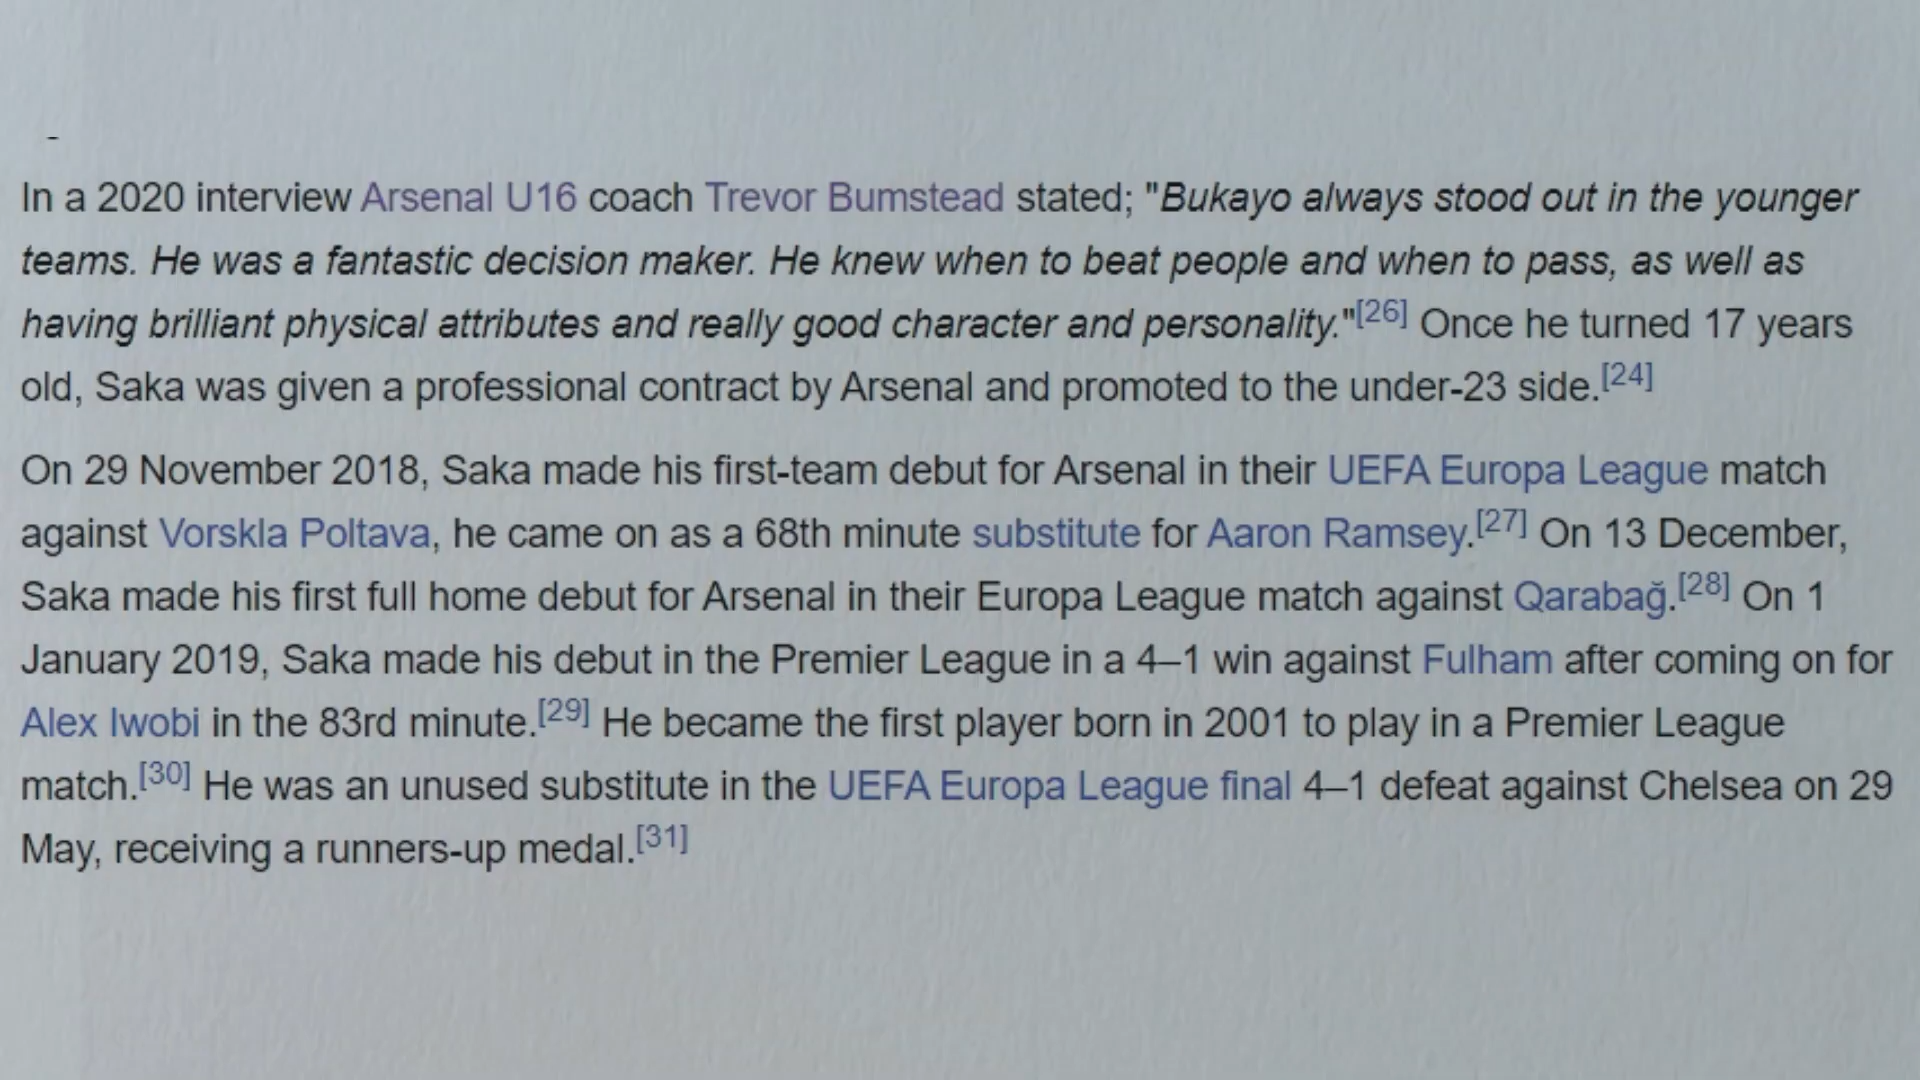 In a 2020 interview Arsenal U16 coach Trevor Bumstead stated; "Bukayo always stood out in the younger
teams. He was a fantastic decision maker. He knew when to beat people and when to pass, as well as
having brilliant physical attributes and really good character and personality."[26] Once he turned 17 years
old, Saka was given a professional contract by Arsenal and promoted to the under-23 side.[24]
On 29 November 2018, Saka made his first-team debut for Arsenal in their UEFA Europa League match
against Vorskla Poltava, he came on as a 68th minute substitute for Aaron Ramsey.[27] On 13 December,
Saka made his first full home debut for Arsenal in their Europa League match against Qarabağ.[28] On 1
January 2019, Saka made his debut in the Premier League in a 4–1 win against Fulham after coming on for
Alex Iwobi in the 83rd minute.[29] He became the first player born in 2001 to play in a Premier League
match.[30] He was an unused substitute in the UEFA Europa League final 4–1 defeat against Chelsea on 29
May, receiving a runners-up medal.[31]